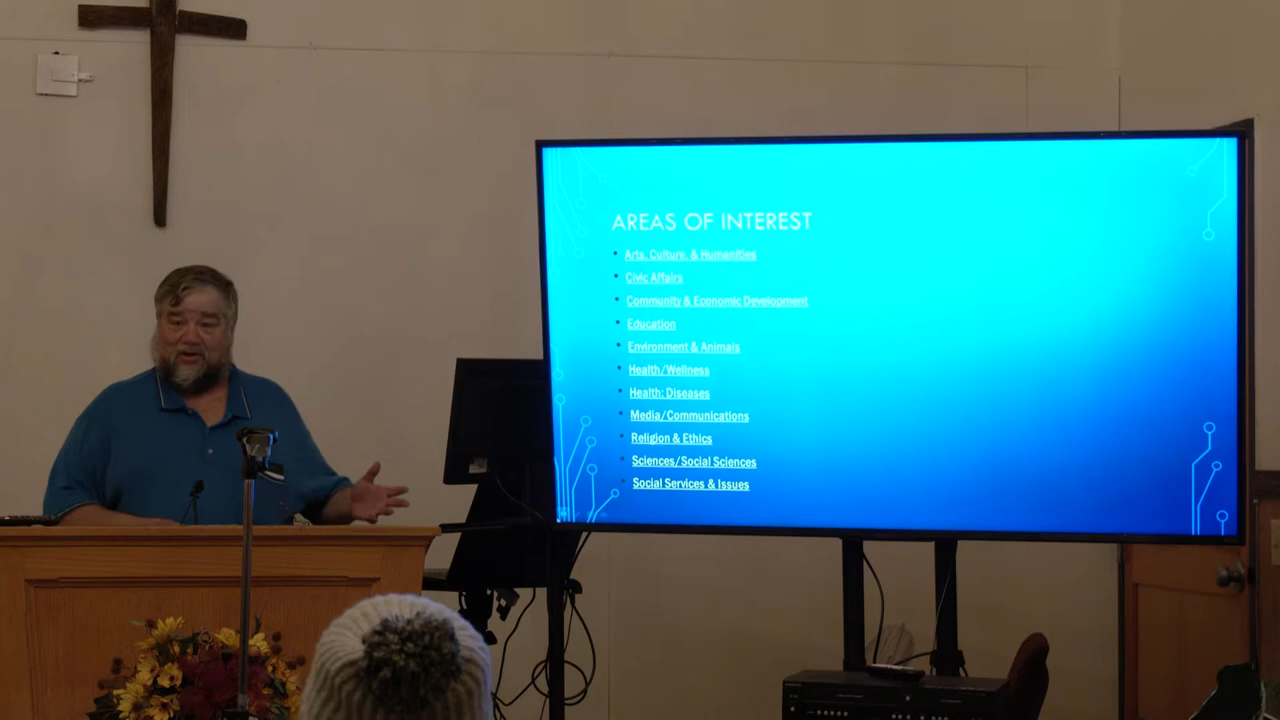 AREAS OF INTEREST
• Arts, Culture, & Humanities
• Civic Affairs
• Community & Economic Development
• Education
• Environment & Animals
• Health/Wellness
• Health: Diseases
• Media/Communications
• Religion & Ethics
• Sciences/Social Sciences
• Social Services & Issues